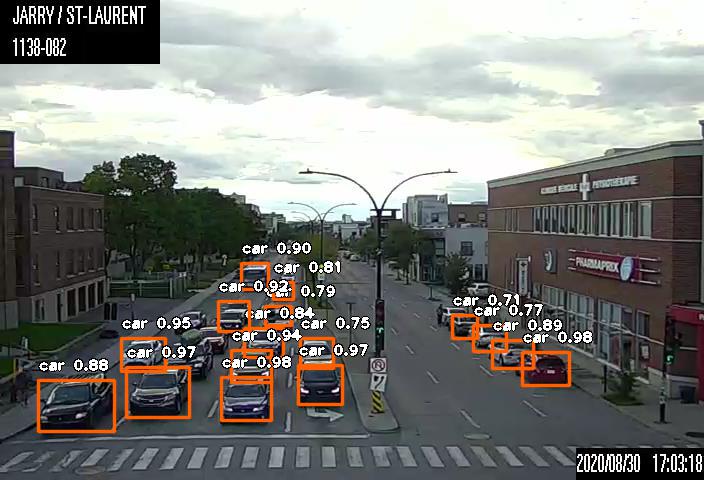 JARRY / ST-LAURENT
1138-082
car 0.90
car 0.81
car 0.92
0.79
car 0.84
car 0.95
car 0.94
car 0.75
car 0.97
car 0.98
car 0.97
car 0.88
car 0.71
car 0.77
car 0.89
car 0.98
PHARMAPRIX
2020/08/30 17:03:18